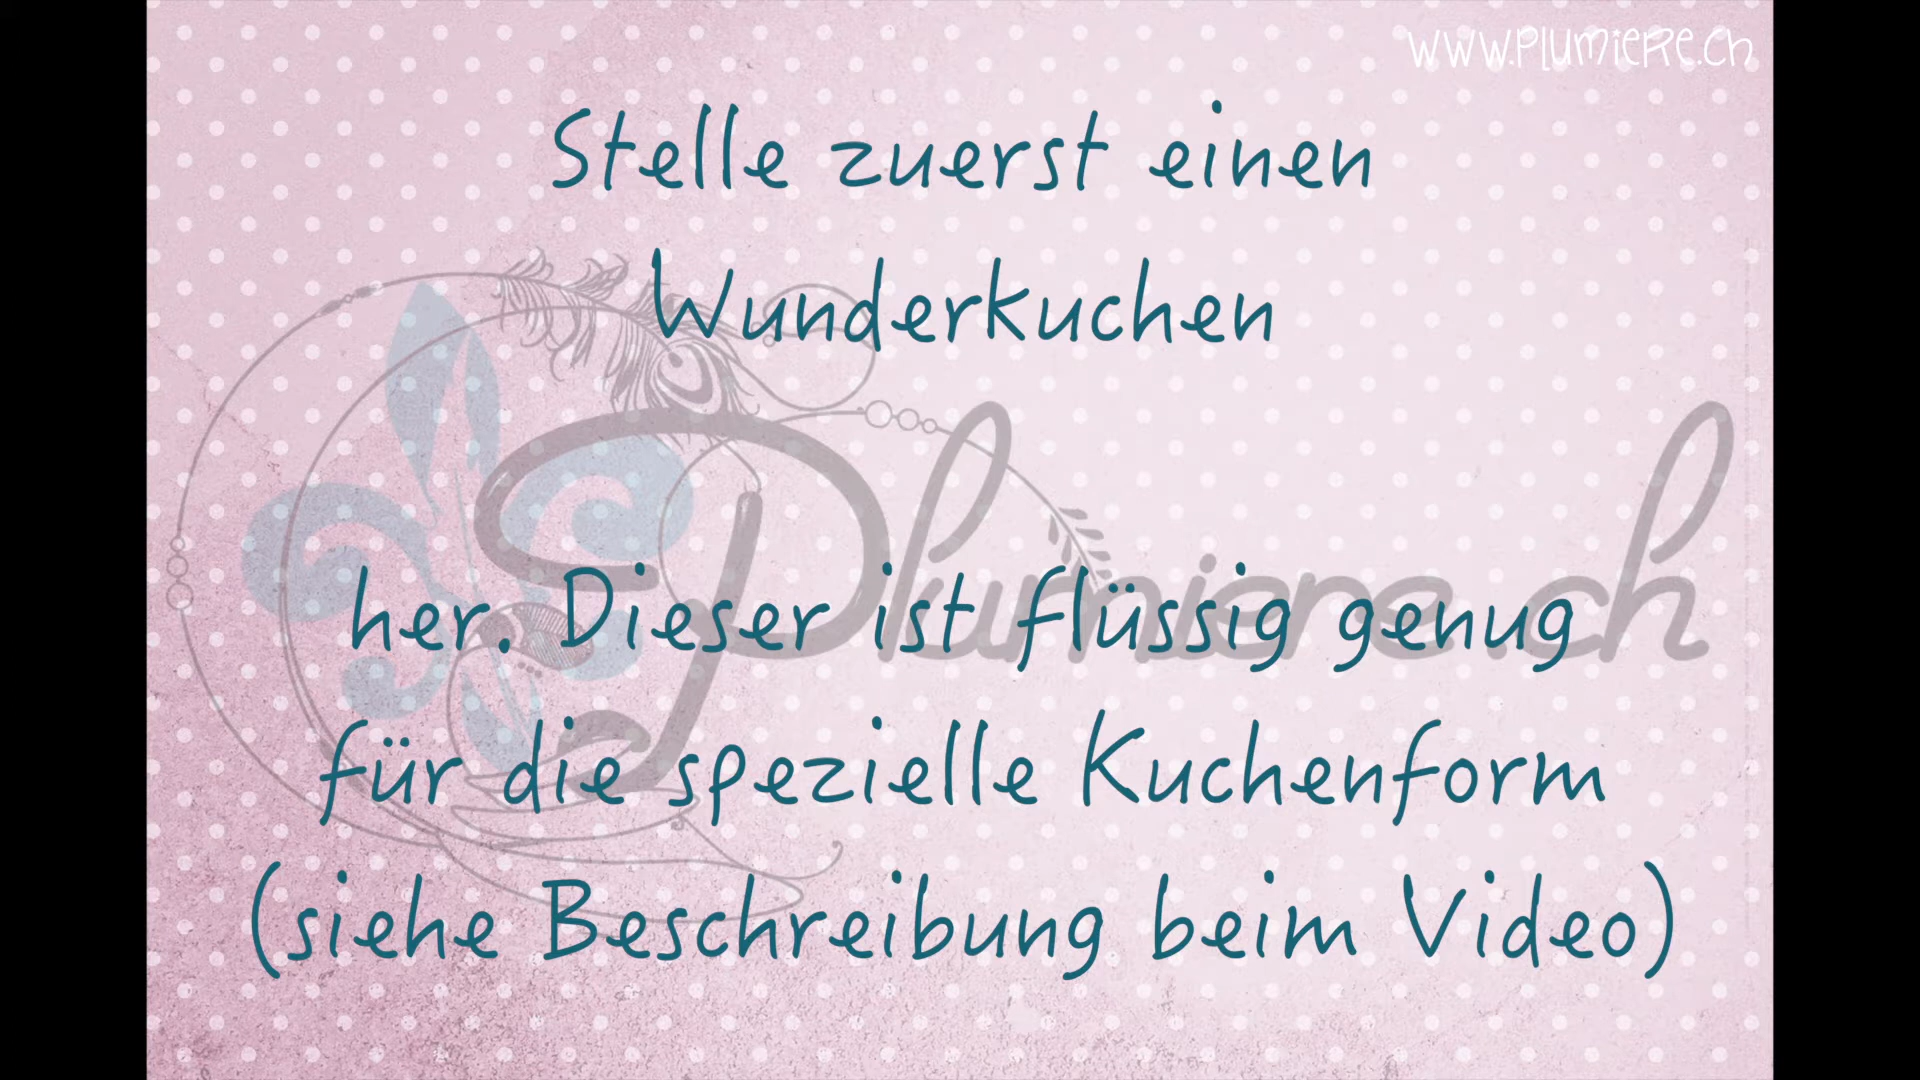 www.plumiere.ch
Stelle zuerst einen
Wunderkuchen
Plumiere.ch
her. Dieser ist flüssig genug
für die spezielle Kuchenform
(siehe Beschreibung beim Video)